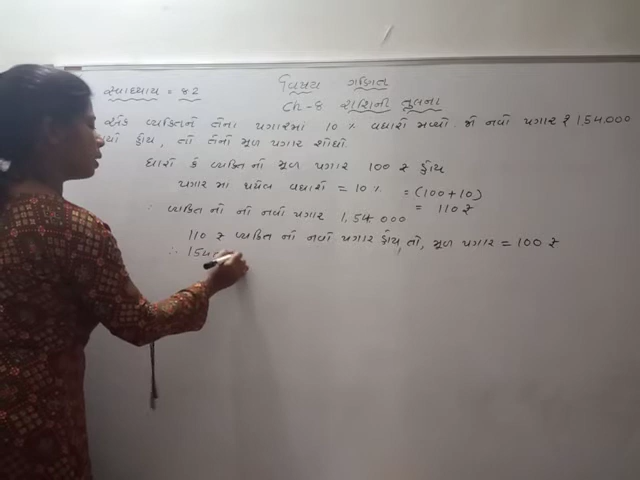 વિષય ગણિત
સ્વાધ્યાય = 8.2
Ch-8 રાશિની તુલના
એક વ્યકિતને તેના પગારમાં 10 % વધારો મળ્યો. જો નવો પગાર ₹ 1,54,000
હોય, તો તેનો મૂળ પગાર શોધો.
ધારો કે વ્યકિત નો મૂળ પગાર 100 ₹ હોય
પગાર માં થયેલ વધારો = 10 % = (100 + 10)
= 110 ₹
∴ વ્યકિત નો નવો પગાર 1,54,000
110 ₹ વ્યકિત નો નવો પગાર હોય, તો, મૂળ પગાર = 100 ₹
∴ 154